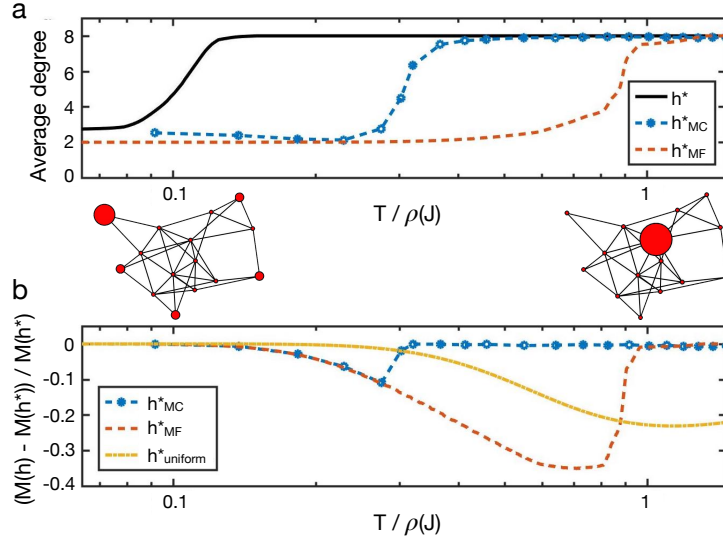 a
Average degree
8
6
4
2
0
h*
h*MC
h*MF
0.1
1
T / ρ(J)
b
(M(h) - M(h*)) / M(h*)
0
-0.1
-0.2
-0.3
-0.4
h*MC
h*MF
h*uniform
0.1
1
T / ρ(J)